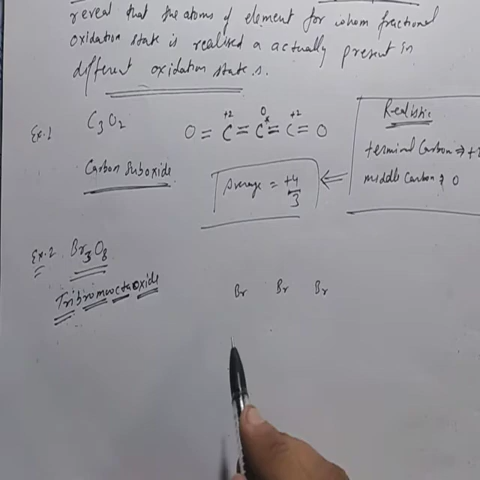 reveal that the atoms of element for whom fractional
oxidation state is realised a actually present in
different oxidation states.
Ex.1 C3O2
+2 0 +2
O = C = C* = C = O
Carbon Suboxide
Average = +4/3
Realistic
terminal Carbon ⇒ +
middle Carbon ⇒ 0
Ex.2 Br3O8
Tribromooctaoxide
Br Br Br